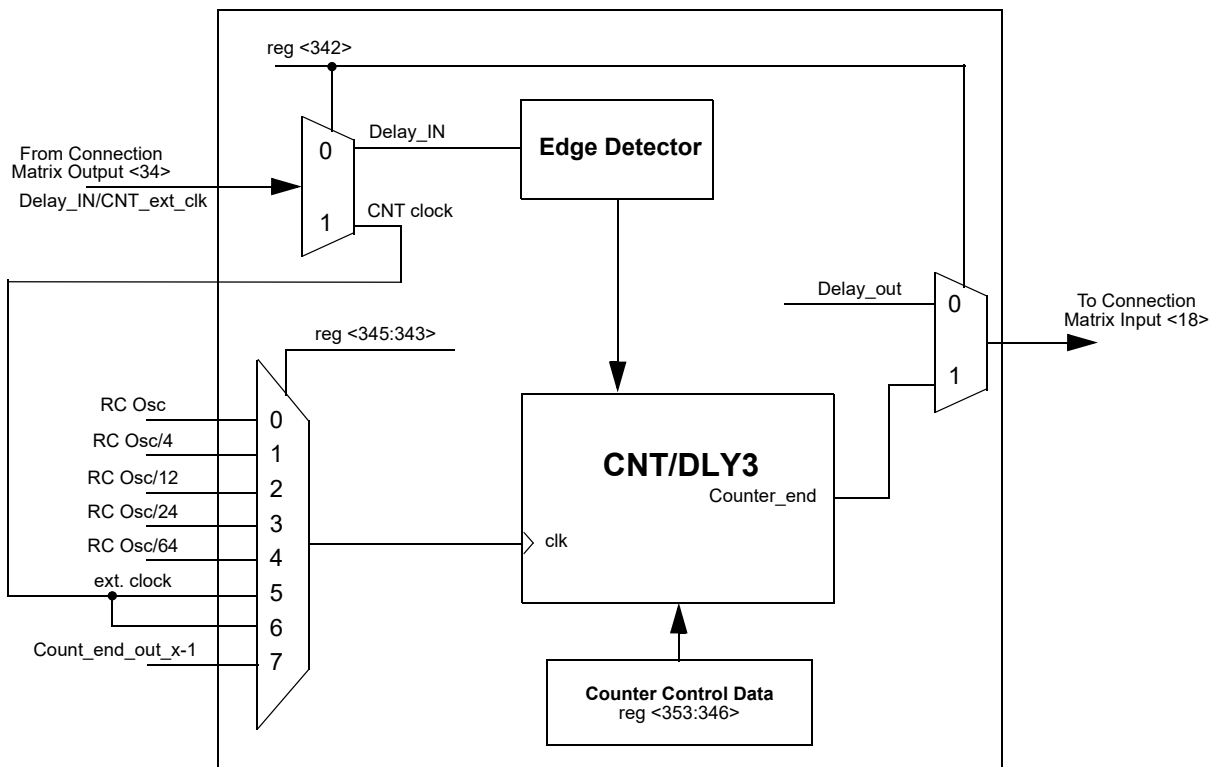 reg <342>
From Connection
Matrix Output <34>
Delay_IN/CNT_ext_clk
0
1
Delay_IN
CNT clock
Edge Detector
Delay_out
0
1
To Connection
Matrix Input <18>
reg <345:343>
RC Osc
RC Osc/4
RC Osc/12
RC Osc/24
RC Osc/64
ext. clock
Count_end_out_x-1
0
1
2
3
4
5
6
7
CNT/DLY3
Counter_end
clk
Counter Control Data
reg <353:346>